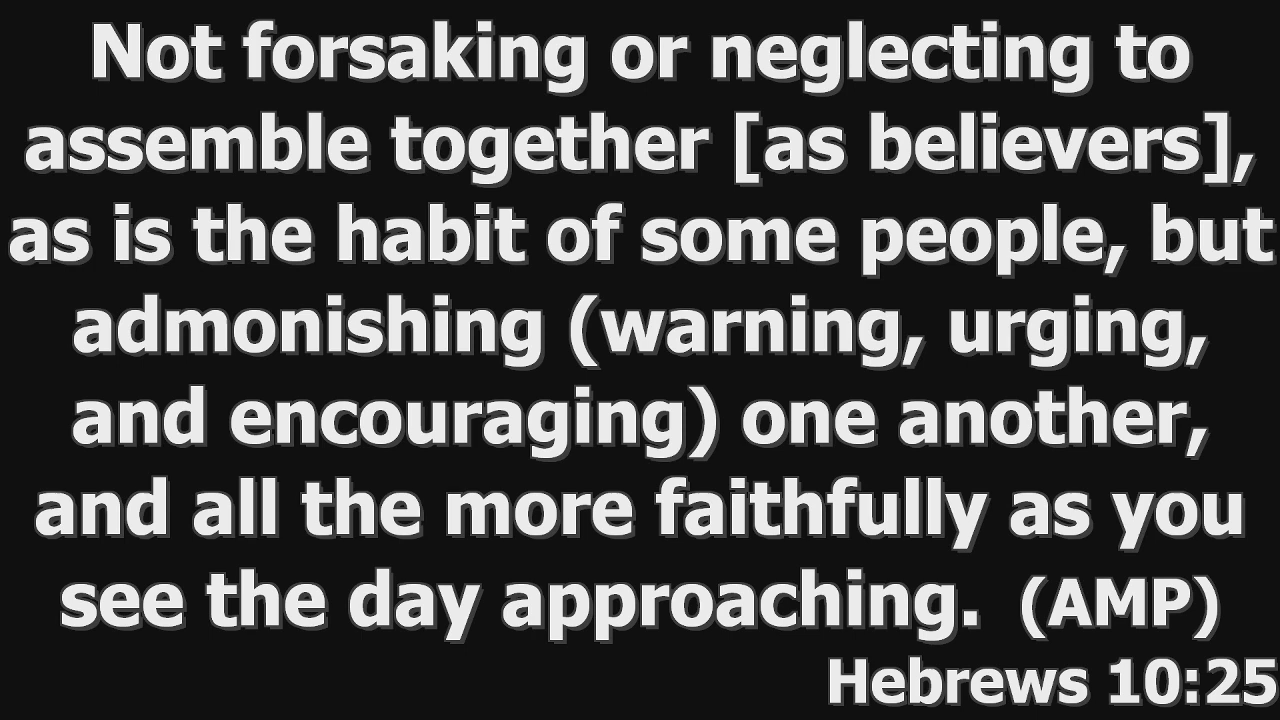 Not forsaking or neglecting to
assemble together [as believers],
as is the habit of some people, but
admonishing (warning, urging,
and encouraging) one another,
and all the more faithfully as you
see the day approaching. (AMP)
Hebrews 10:25